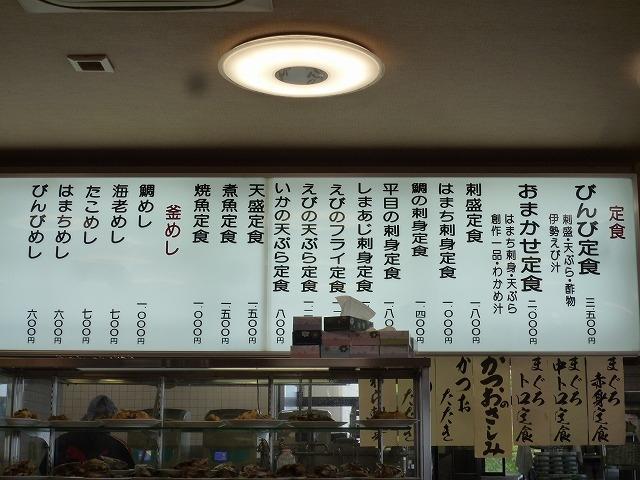 定食
びんび定食
刺盛・天ぷら・酢物
伊勢えび汁
三、五〇〇円
おまかせ定食
はまち刺身・天ぷら
創作一品・わかめ汁
二、〇〇〇円
刺盛定食
一、八〇〇円
はまち刺身定食
一、〇〇〇円
鯛の刺身定食
一、四〇〇円
平目の刺身定食
しまあじ刺身定食
えびのフライ定食
えびの天ぷら定食
いかの天ぷら定食
八〇〇円
天盛定食
一、五〇〇円
煮魚定食
一、五〇〇円
焼魚定食
一、〇〇〇円
釜めし
鯛めし
一、〇〇〇円
海老めし
七〇〇円
たこめし
七〇〇円
はまちめし
六〇〇円
びんびめし
六〇〇円
まぐろ
赤身定食
まぐろ
中トロ定食
まぐろ
トロ定食
かつおのさしみ
かつお
たたき